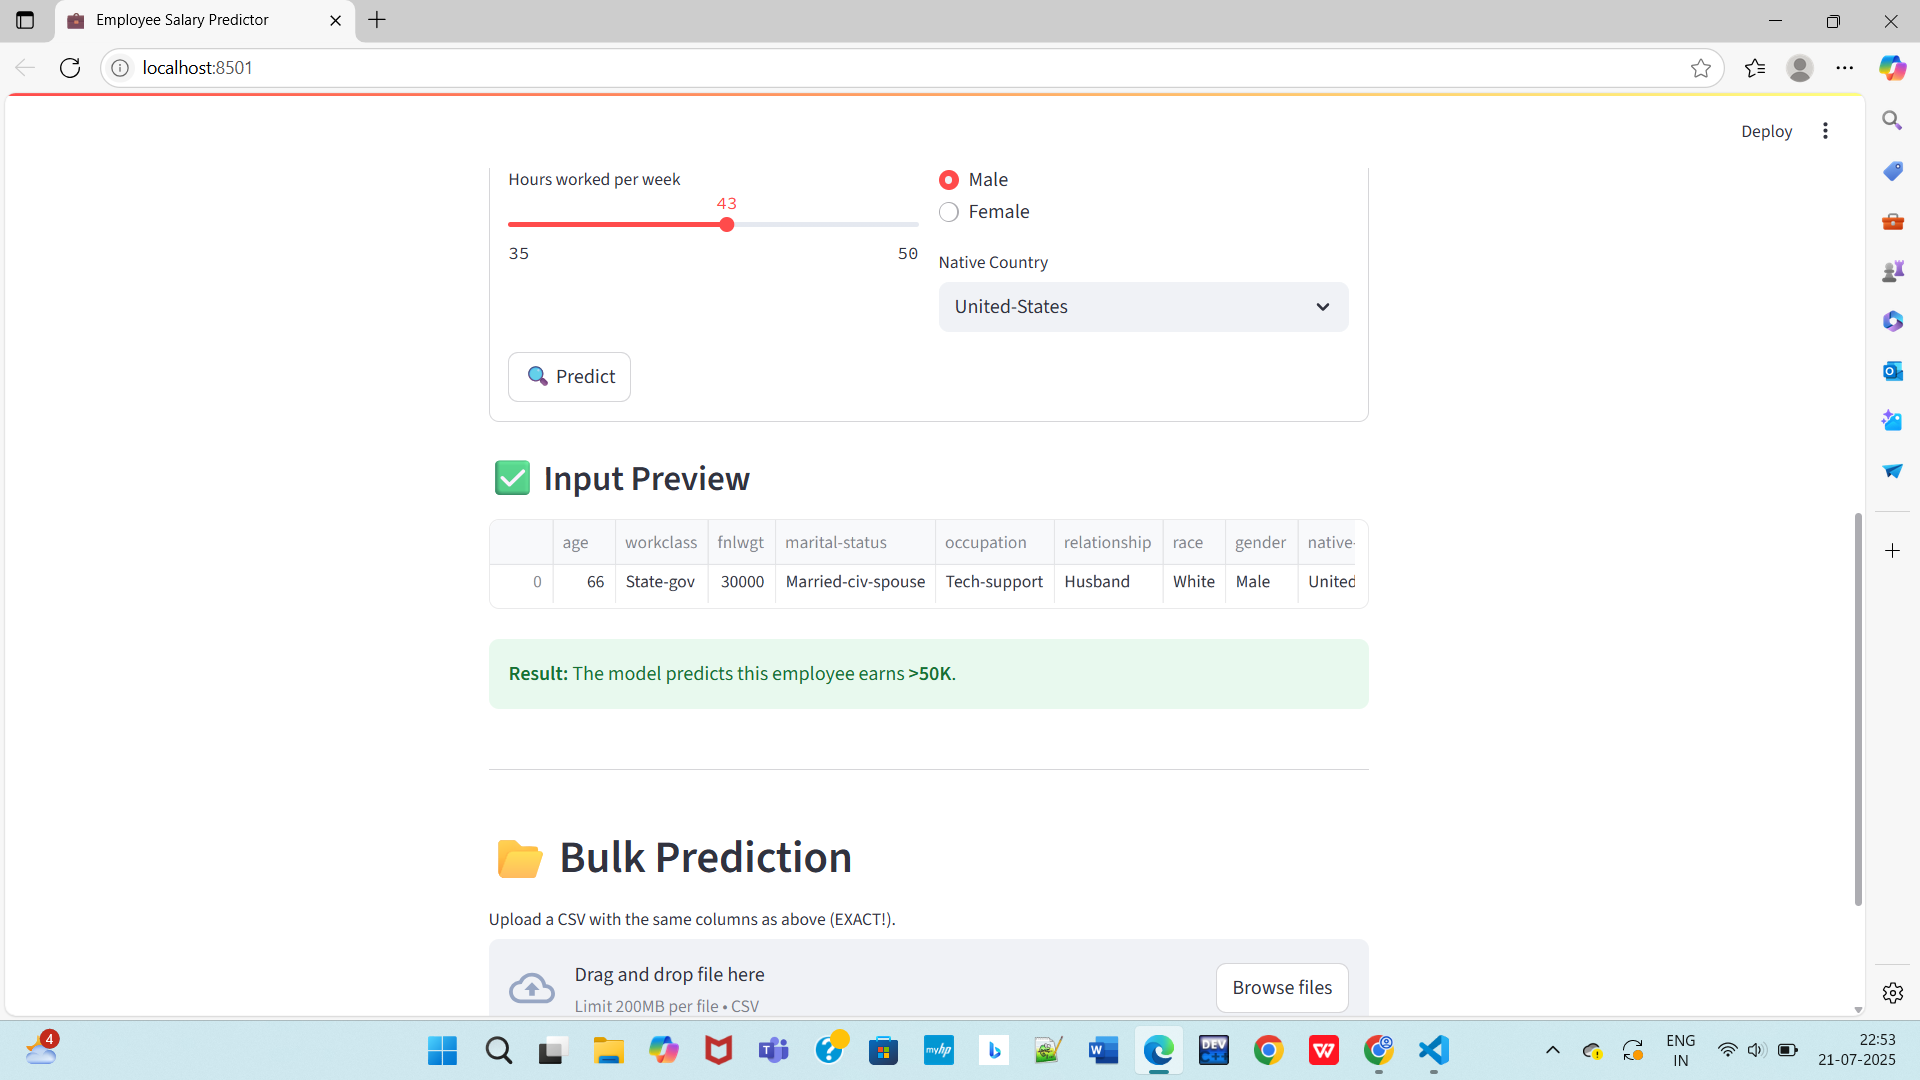 Employee Salary Predictor
localhost:8501
Deploy
Hours worked per week
43
35 50
Male
Female
Native Country
United-States
🔍 Predict
✅ Input Preview
age workclass fnlwgt marital-status occupation relationship race gender native-
0 66 State-gov 30000 Married-civ-spouse Tech-support Husband White Male United
Result: The model predicts this employee earns >50K.
📂 Bulk Prediction
Upload a CSV with the same columns as above (EXACT!).
Drag and drop file here
Limit 200MB per file • CSV
Browse files
4
myhp
DEV
C++
ENG
IN
22:53
21-07-2025